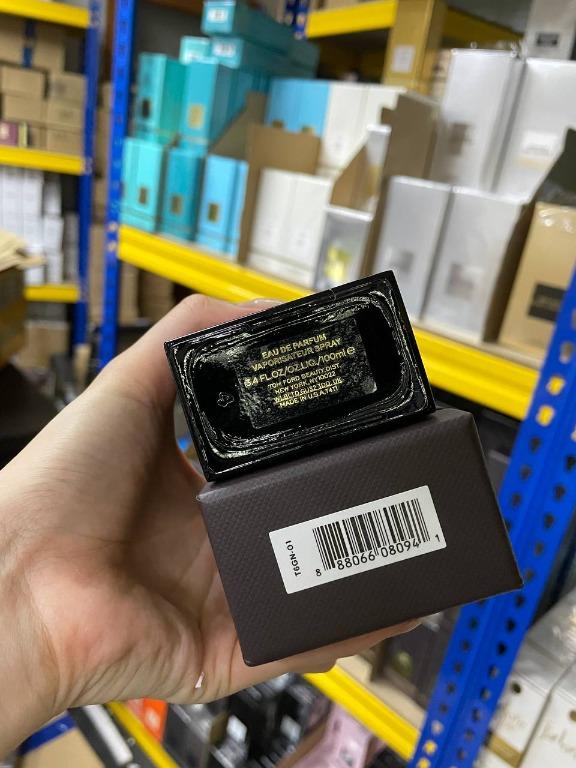 EAU DE PARFUM
VAPORISATEUR SPRAY
3.4 FL.OZ/OZ.LIQ./100ml e
TOM FORD BEAUTY, DIST
NEW YORK, NY 10022
MADE IN U.S.A.
T6GN-01
8 88066 08094 1